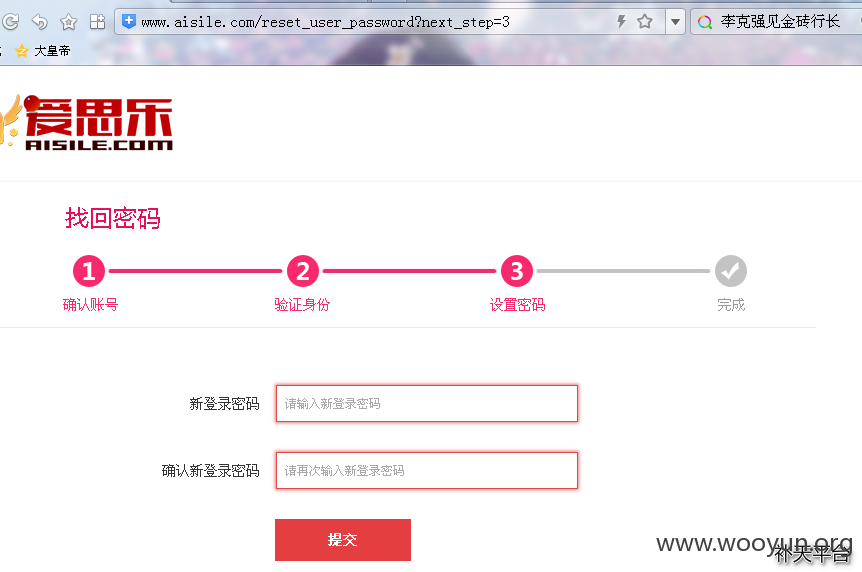 www.aisile.com/reset_user_password?next_step=3
李克强见金砖行长
大皇帝
爱思乐
AISILE.COM
找回密码
1 2 3
确认账号 验证身份 设置密码 完成
新登录密码 请输入新登录密码
确认新登录密码 请再次输入新登录密码
提交
www.wooyun.org
补天平台